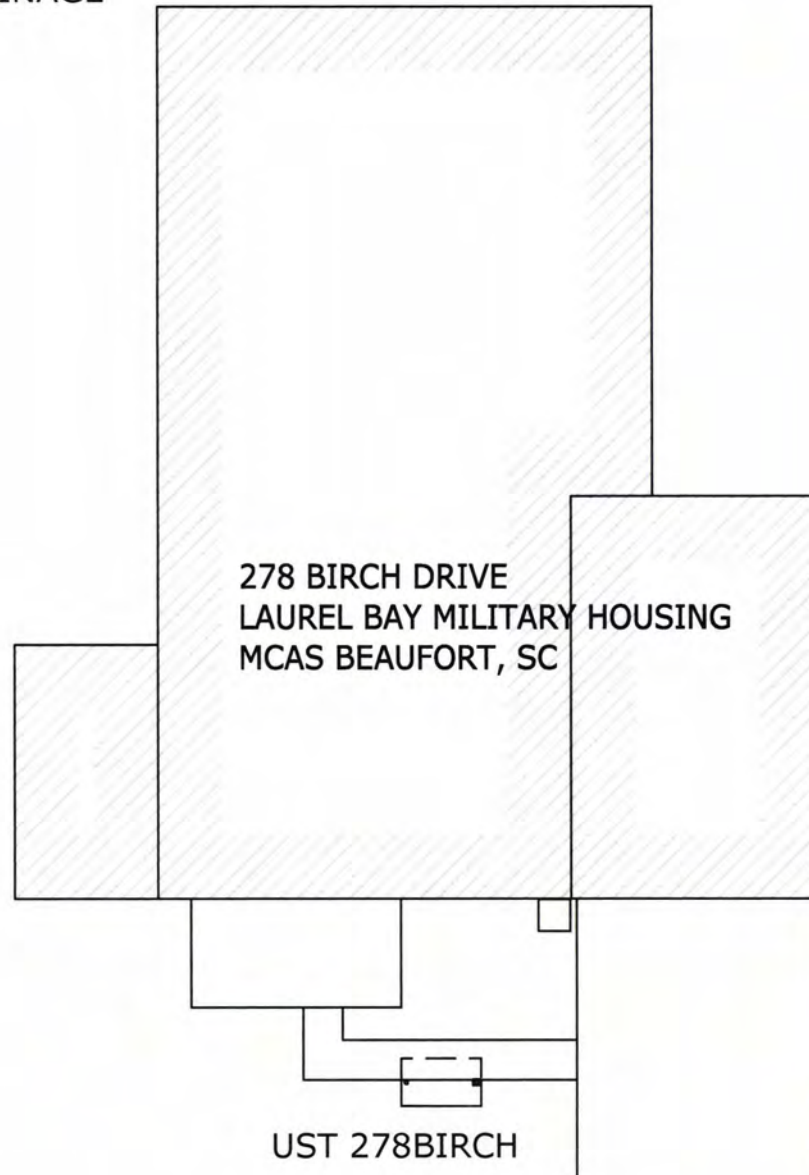 278 BIRCH DRIVE
LAUREL BAY MILITARY HOUSING
MCAS BEAUFORT, SC
UST 278BIRCH